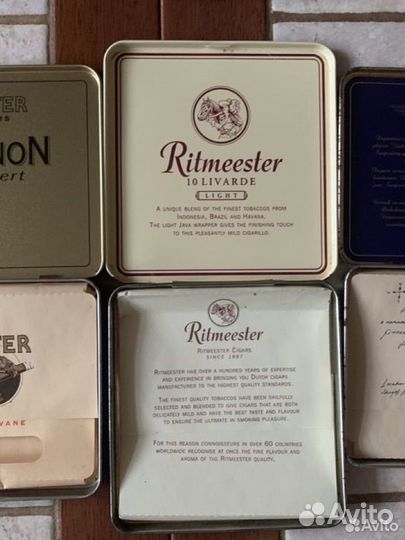 TER
RS
NON
ert
Ritmeester
10 LIVARDE
LIGHT
A UNIQUE BLEND OF THE FINEST TOBACCOS FROM
INDONESIA, BRAZIL AND HAVANA.
THE LIGHT JAVA WRAPPER GIVES THE FINISHING TOUCH
TO THIS PLEASANTLY MILD CIGARILLO.
TER
VANE
Ritmeester
RITMEESTER CIGARS
SINCE 1887
RITMEESTER HAS OVER A HUNDRED YEARS OF EXPERTISE
AND EXPERIENCE IN BRINGING YOU DUTCH CIGARS
MANUFACTURED TO THE HIGHEST QUALITY STANDARDS.
THE FINEST QUALITY TOBACCOS HAVE BEEN SKILFULLY
SELECTED AND BLENDED TO GIVE CIGARS THAT ARE BOTH
DELICATELY MILD AND HAVE THE BEST TASTE AND FLAVOUR
TO ENSURE THE ULTIMATE IN SMOKING PLEASURE.
FOR THIS REASON CONNOISSEURS IN OVER 60 COUNTRIES
WORLDWIDE RECOGNISE AT ONCE THE FINE FLAVOUR AND
AROMA OF THE RITMEESTER QUALITY.
Avito
Avito